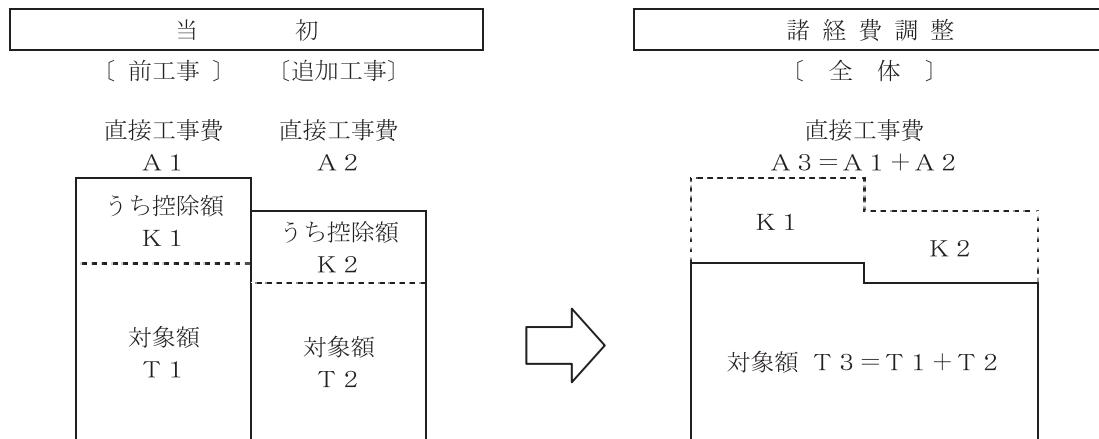 当　　初
諸経費調整
〔 前工事 〕
〔追加工事〕
〔 全 体 〕
直接工事費
A1
直接工事費
A2
直接工事費
A3=A1+A2
うち控除額
K1
うち控除額
K2
K1
K2
対象額
T1
対象額
T2
対象額 T3=T1+T2